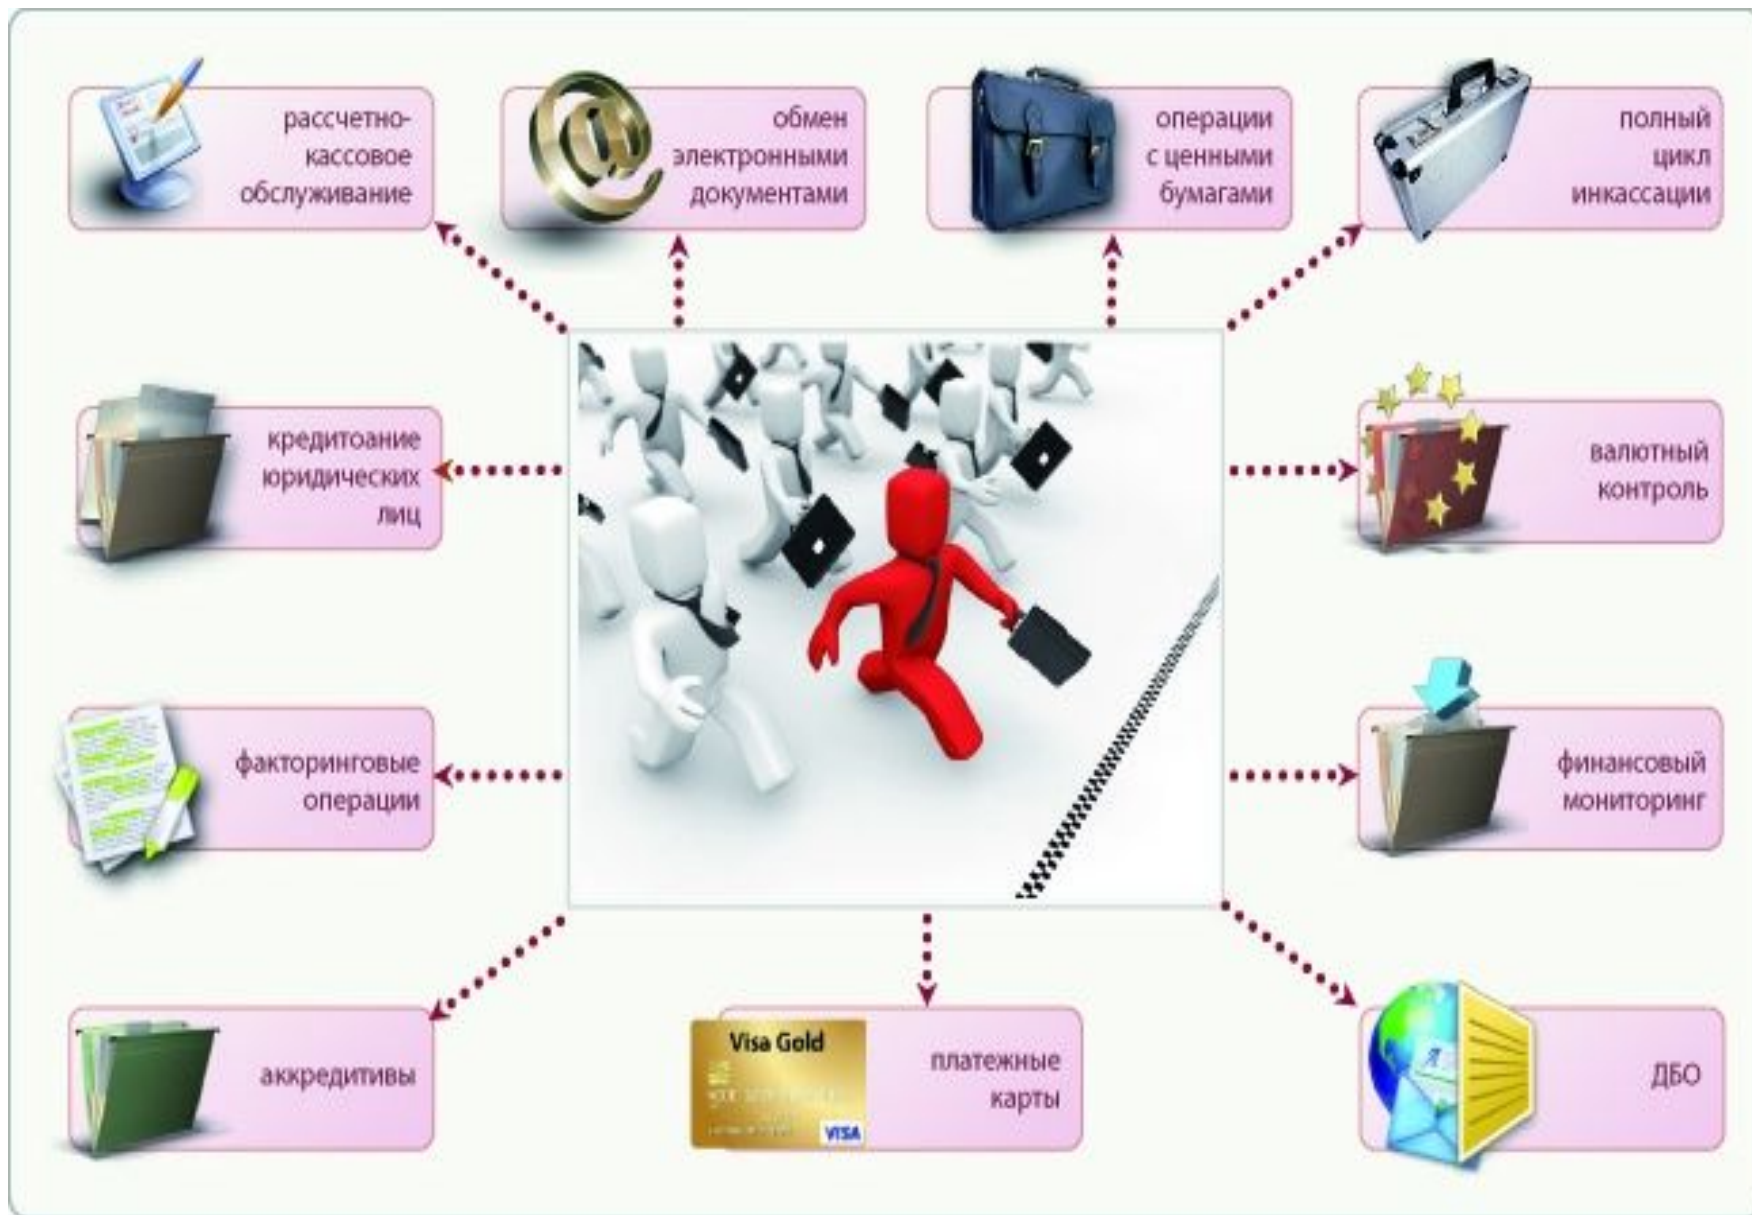 рассчетно-
кассовое
обслуживание
обмен
электронными
документами
операции
с ценными
бумагами
полный
цикл
инкассации
кредитоание
юридических
лиц
валютный
контроль
факторинговые
операции
финансовый
мониторинг
аккредитивы
Visa Gold
VISA
платежные
карты
ДБО